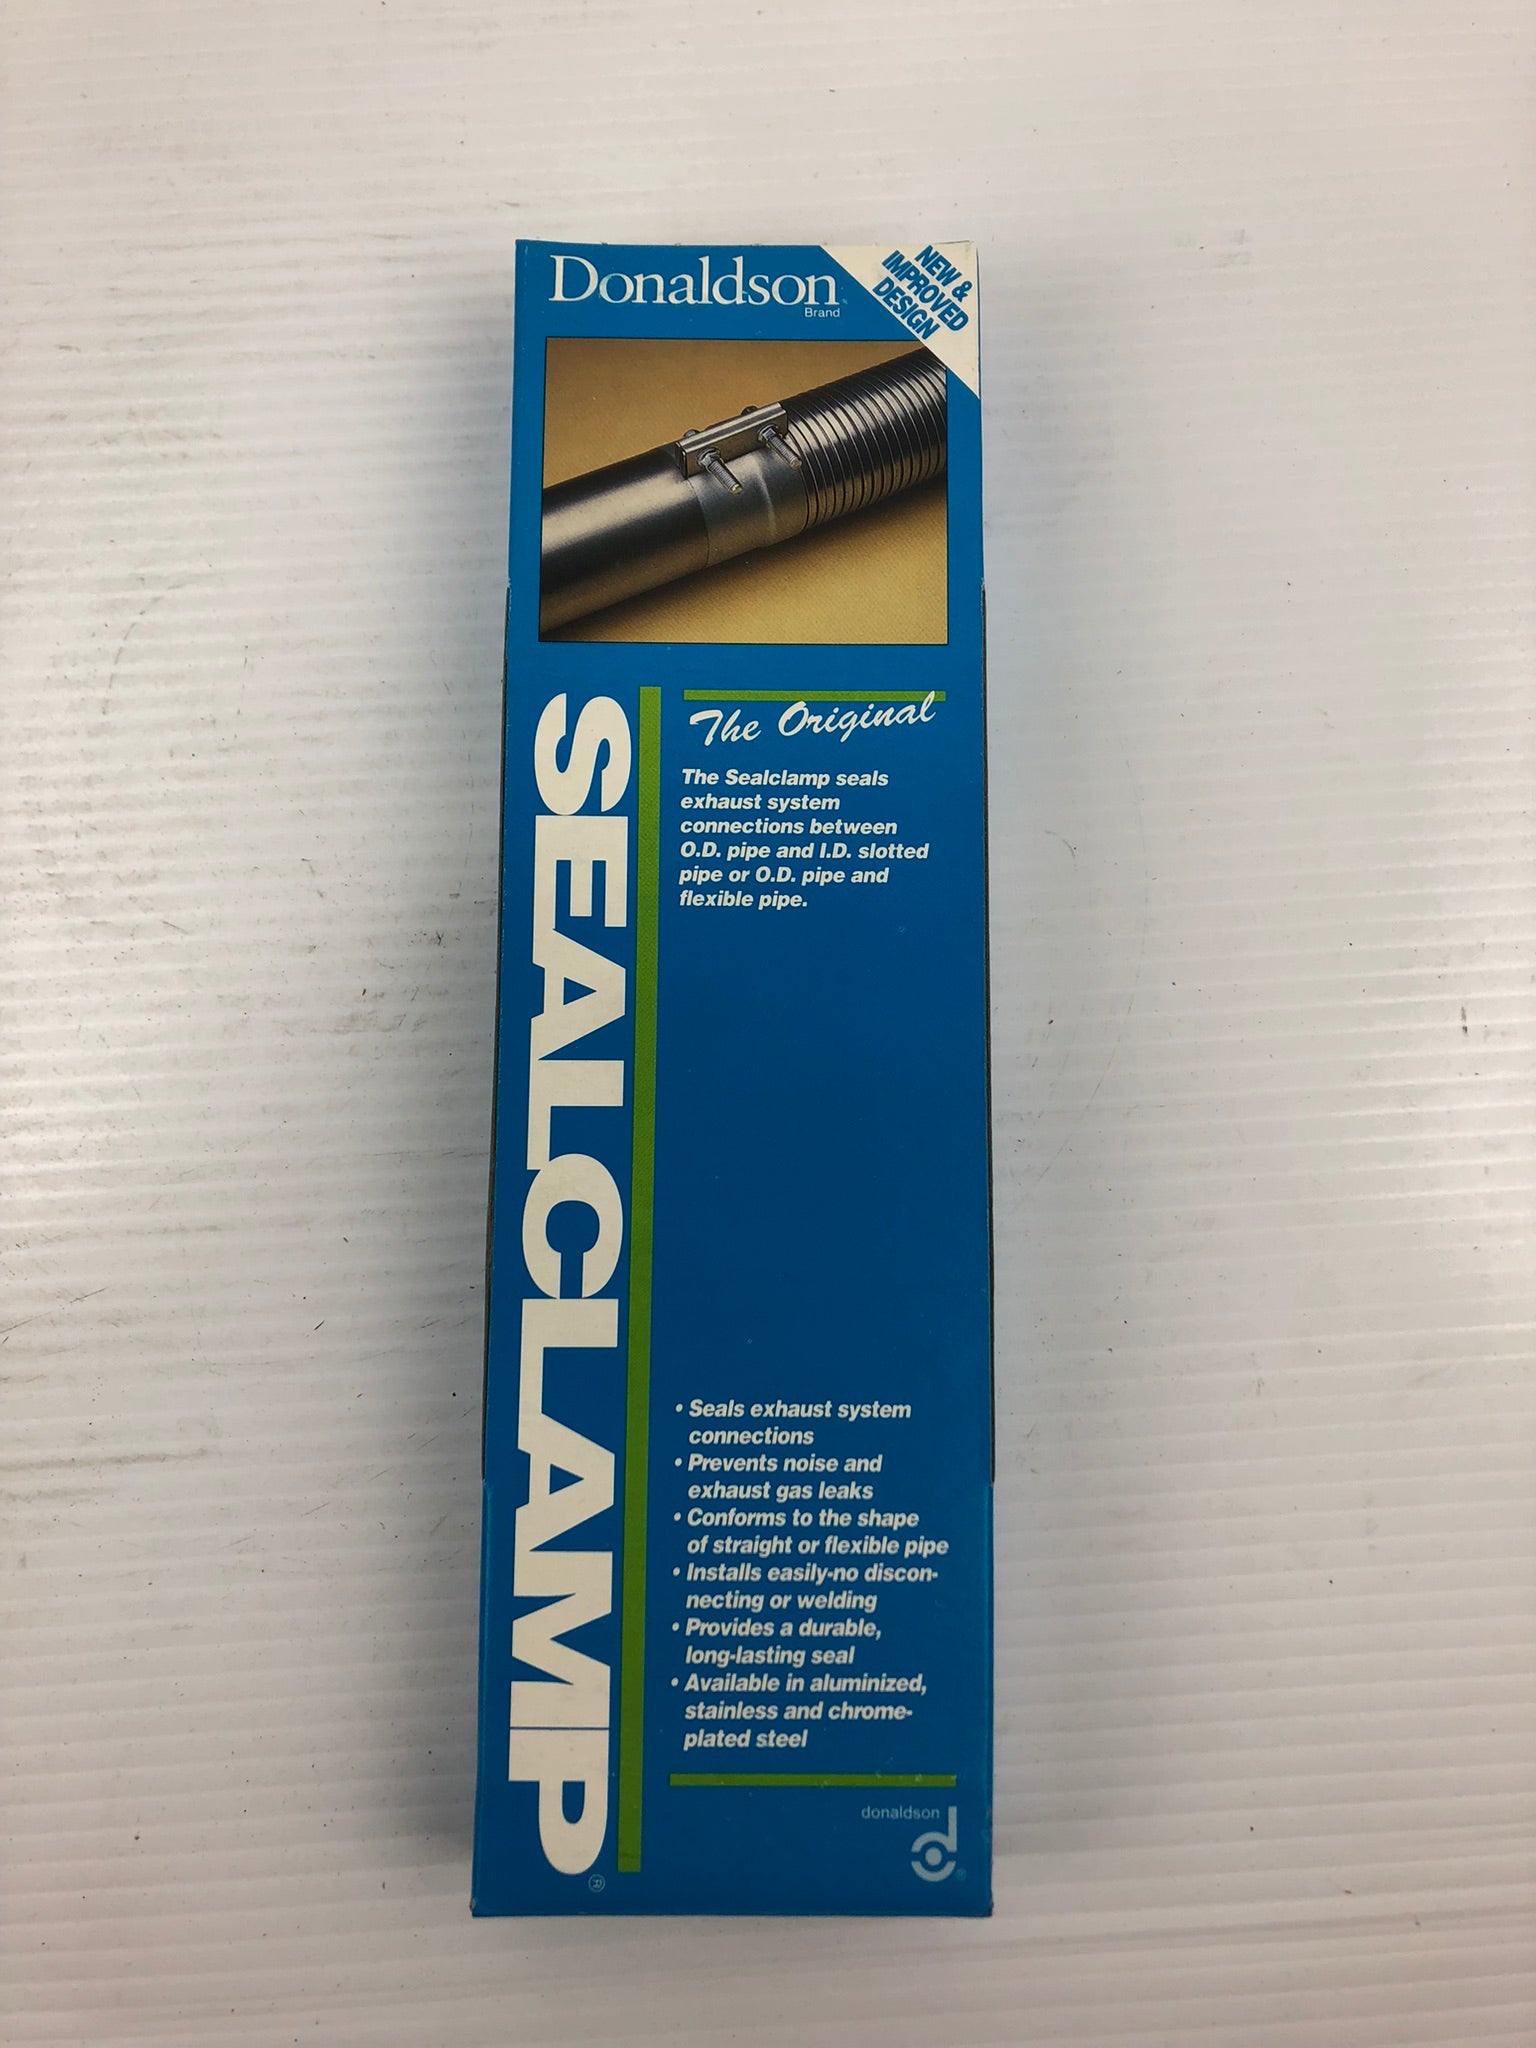 Donaldson
Brand
NEW &
IMPROVED
DESIGN
SEALCLAMP®
The Original
The Sealclamp seals
exhaust system
connections between
O.D. pipe and I.D. slotted
pipe or O.D. pipe and
flexible pipe.
• Seals exhaust system
connections
• Prevents noise and
exhaust gas leaks
• Conforms to the shape
of straight or flexible pipe
• Installs easily-no discon-
necting or welding
• Provides a durable,
long-lasting seal
• Available in aluminized,
stainless and chrome-
plated steel
donaldson
®